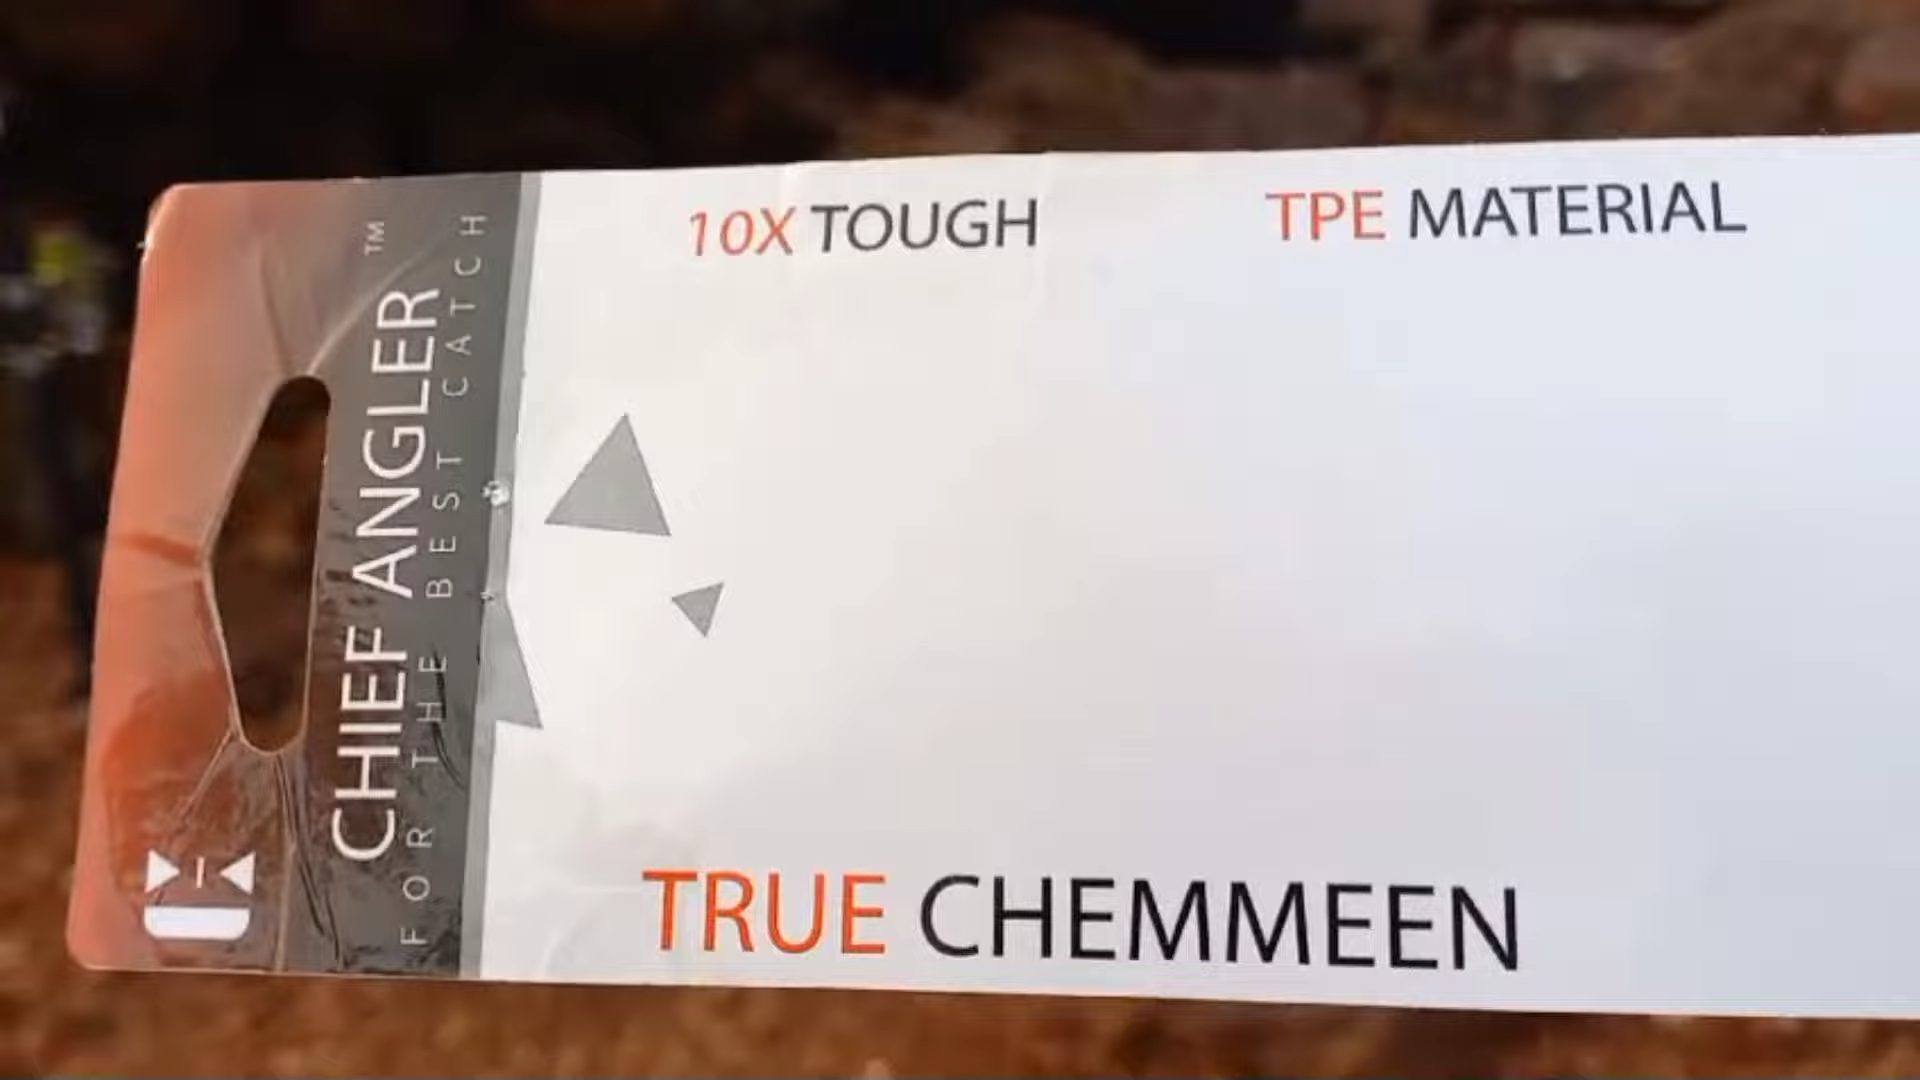 10X TOUGH
TPE MATERIAL
CHIEF ANGLER™
FOR THE BEST CATCH
TRUE CHEMMEEN